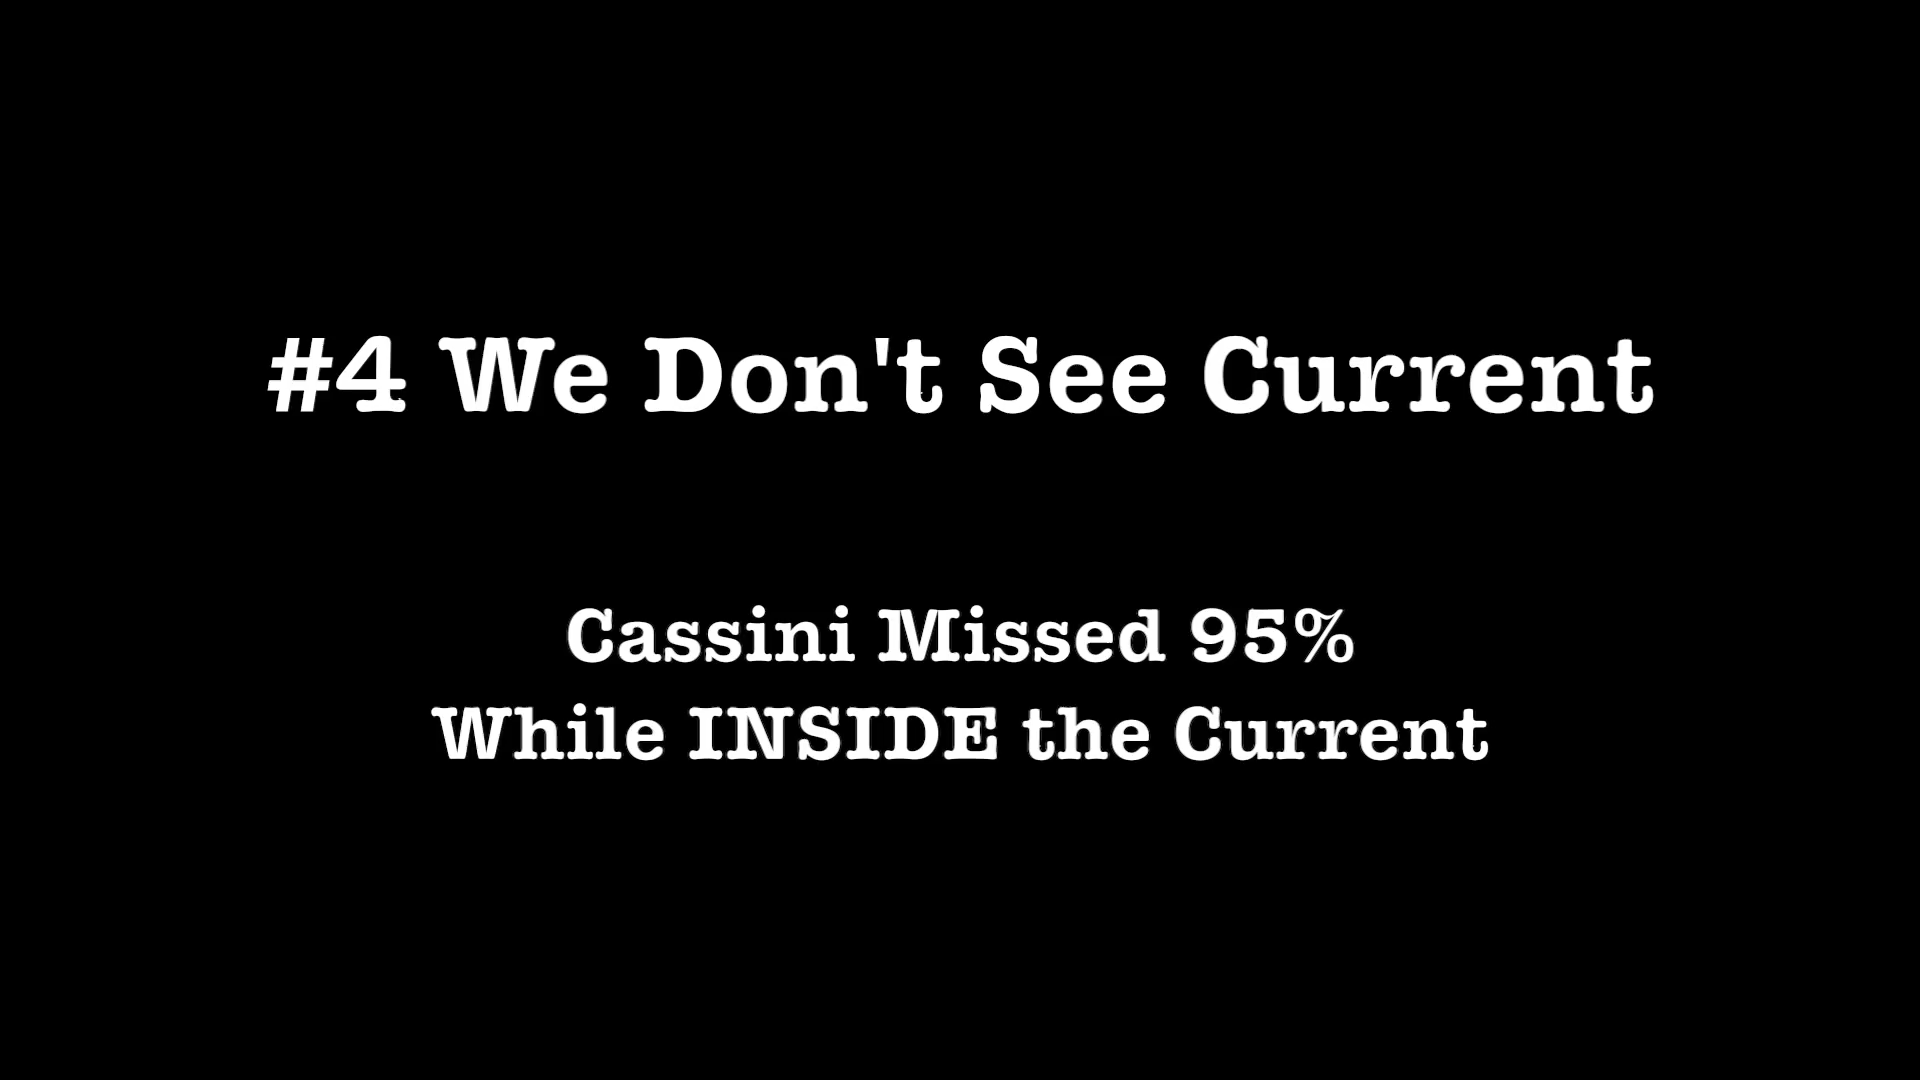 #4 We Don't See Current
Cassini Missed 95%
While INSIDE the Current